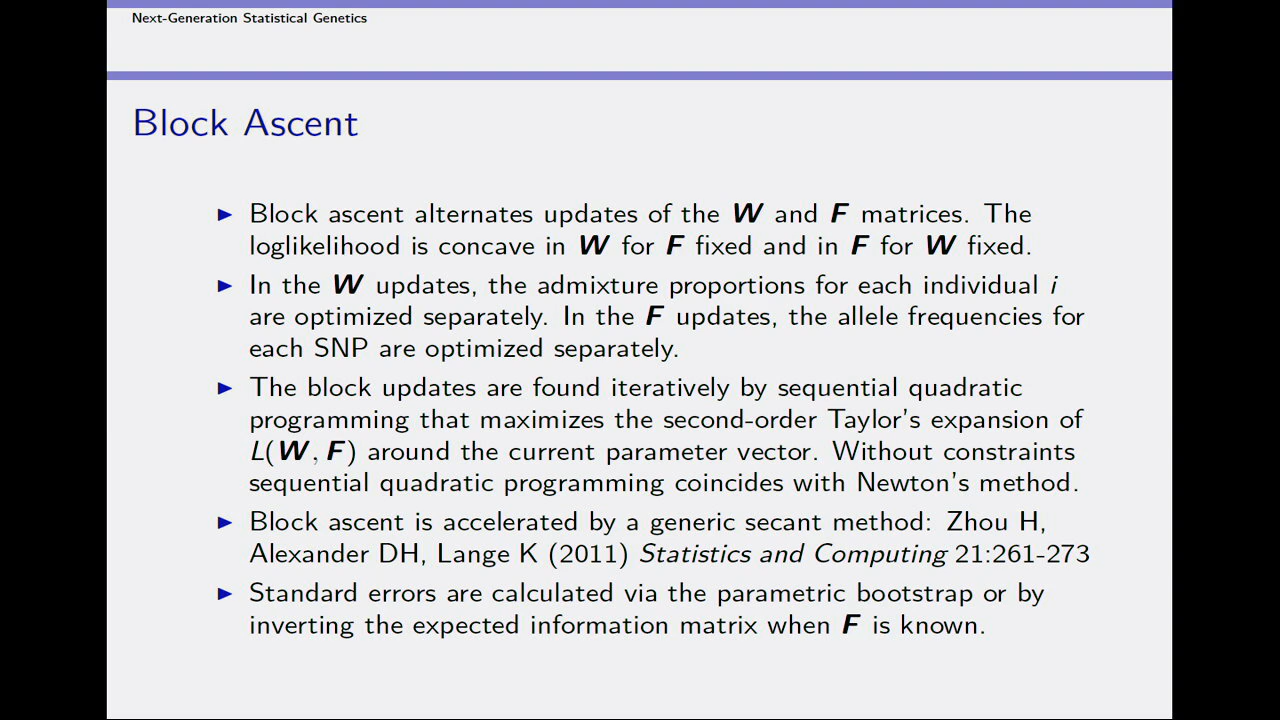 Next-Generation Statistical Genetics
Block Ascent
▶ Block ascent alternates updates of the W and F matrices. The
loglikelihood is concave in W for F fixed and in F for W fixed.
▶ In the W updates, the admixture proportions for each individual i
are optimized separately. In the F updates, the allele frequencies for
each SNP are optimized separately.
▶ The block updates are found iteratively by sequential quadratic
programming that maximizes the second-order Taylor's expansion of
L(W, F) around the current parameter vector. Without constraints
sequential quadratic programming coincides with Newton's method.
▶ Block ascent is accelerated by a generic secant method: Zhou H,
Alexander DH, Lange K (2011) Statistics and Computing 21:261-273
▶ Standard errors are calculated via the parametric bootstrap or by
inverting the expected information matrix when F is known.